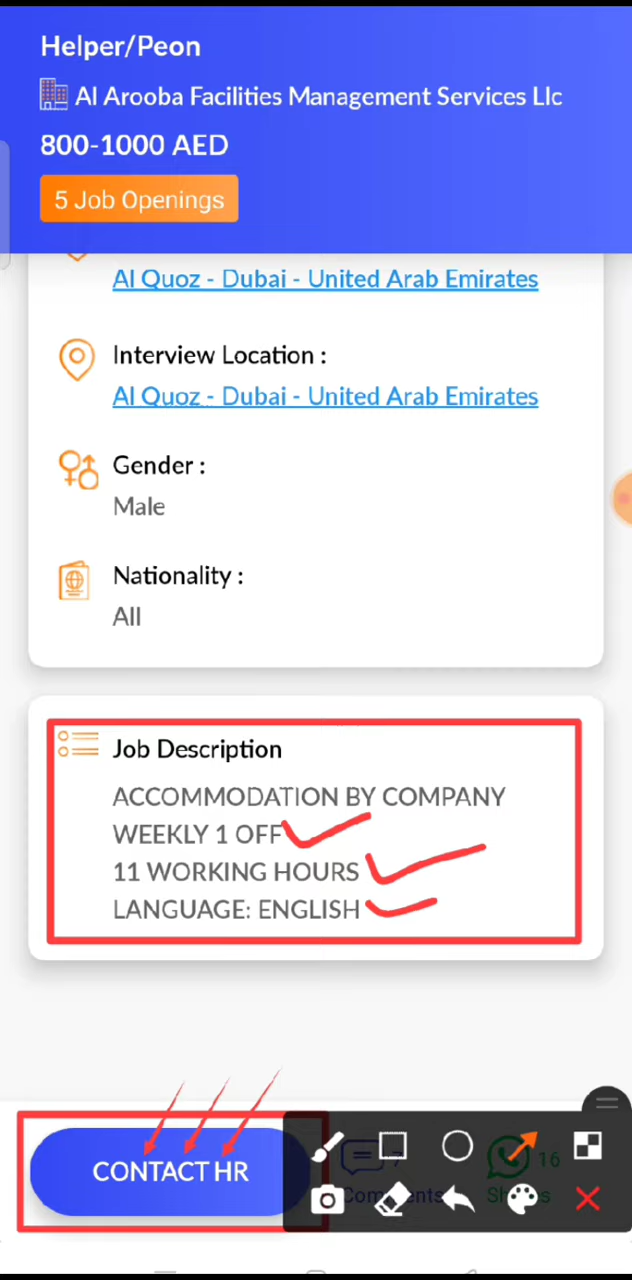 Helper/Peon
Al Arooba Facilities Management Services Llc
800-1000 AED
5 Job Openings
Al Quoz - Dubai - United Arab Emirates
Interview Location :
Al Quoz - Dubai - United Arab Emirates
Gender :
Male
Nationality :
All
Job Description
ACCOMMODATION BY COMPANY
WEEKLY 1 OFF
11 WORKING HOURS
LANGUAGE: ENGLISH
CONTACT HR
7
16